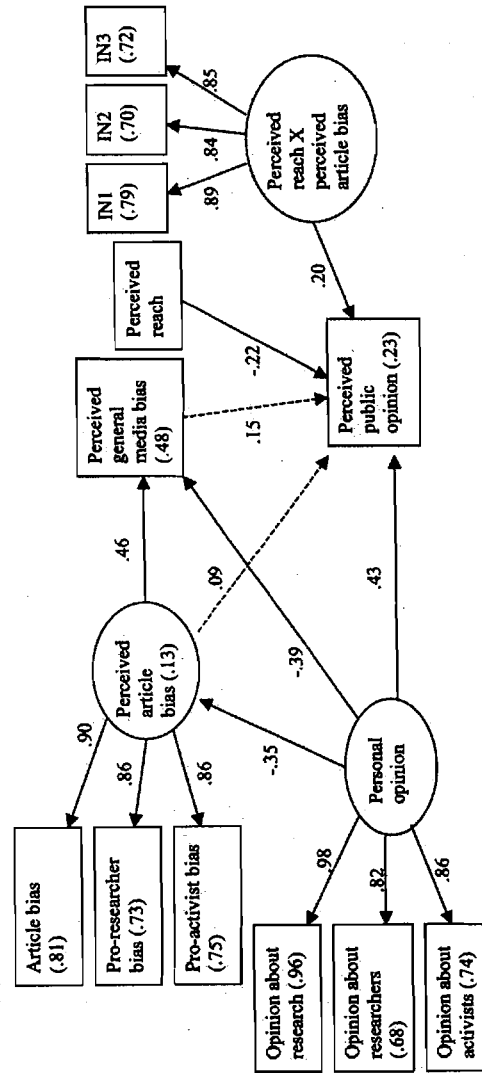 Article bias
(.81)
Pro-researcher
bias (.73)
Pro-activist bias
(.75)
.90
.86
.86
Perceived
article
bias (.13)
.46
Perceived
general
media bias
(.48)
Perceived
reach
IN1
(.79)
IN2
(.70)
IN3
(.72)
.89
.84
.85
Perceived
reach X
perceived
article bias
-.35
-.39
.09
.15
-.22
.20
Opinion about
research (.96)
Opinion about
researchers
(.68)
Opinion about
activists (.74)
.98
.82
.86
Personal
opinion
.43
Perceived
public
opinion (.23)